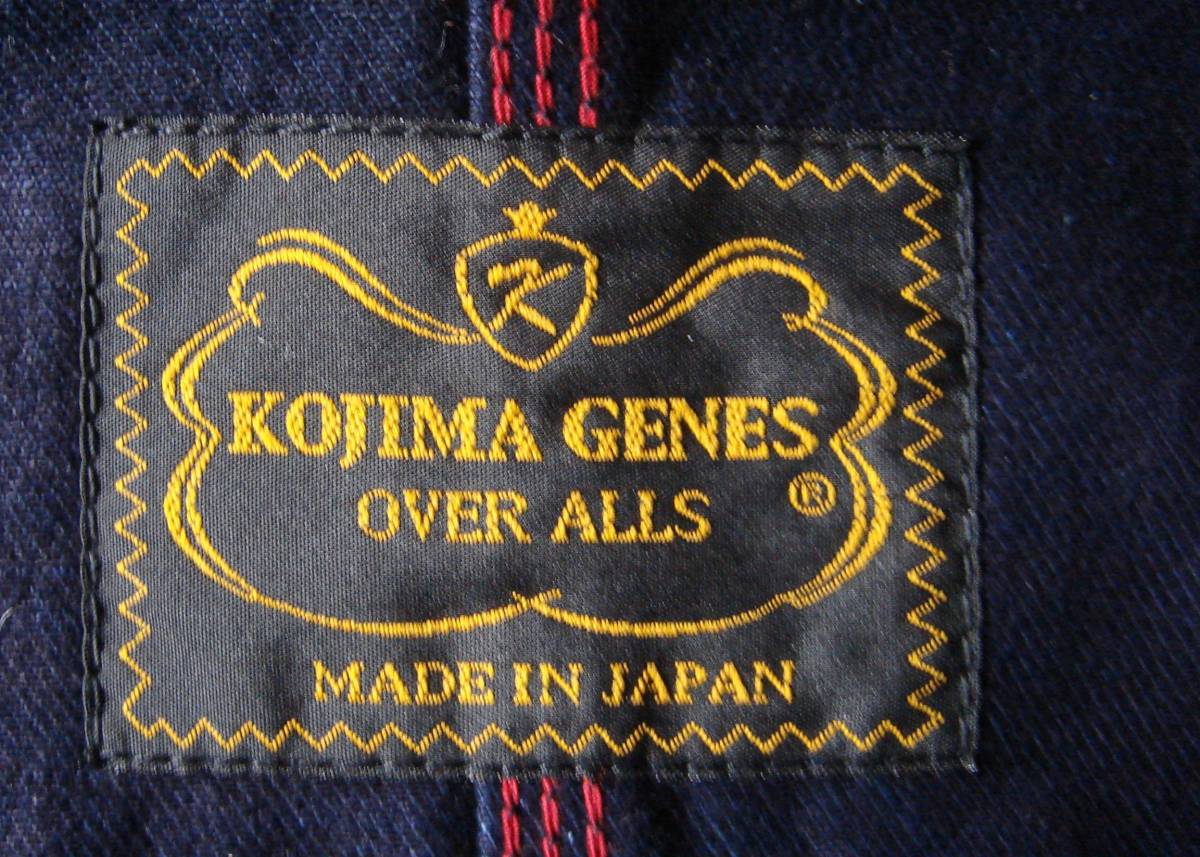 K
KOJIMA GENES
OVER ALLS ®
MADE IN JAPAN